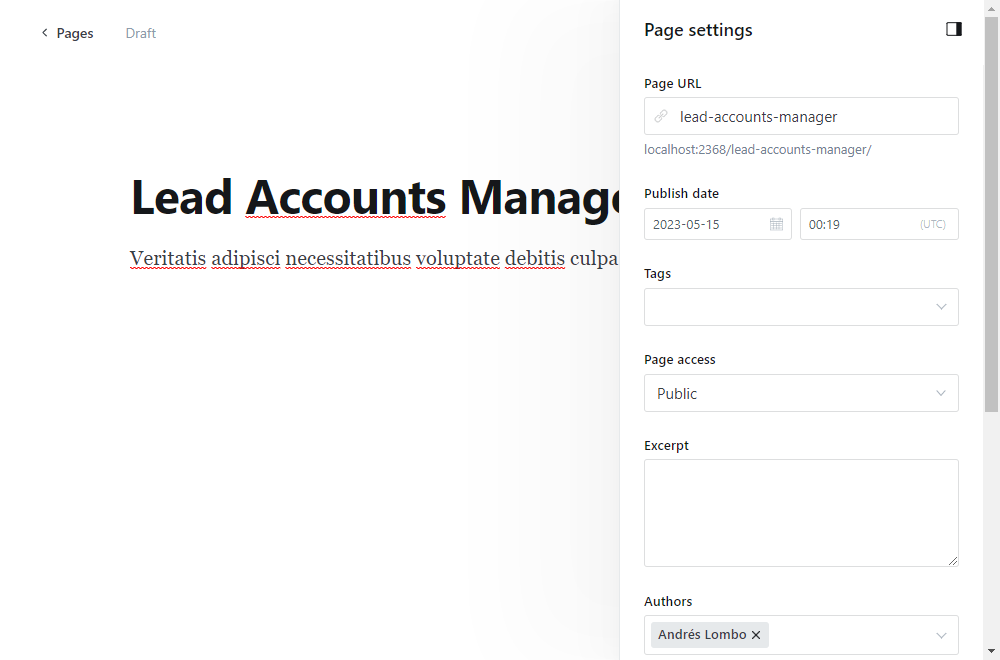 Pages
Draft
Lead Accounts
Veritatis adipisci necessitatibus voluptate debitis culpa
Page settings
Page URL
lead-accounts-manager
localhost:2368/lead-accounts-manager/
Publish date
2023-05-15
00:19
(UTC)
Tags
Page access
Public
Excerpt
Authors
Andrés Lombo